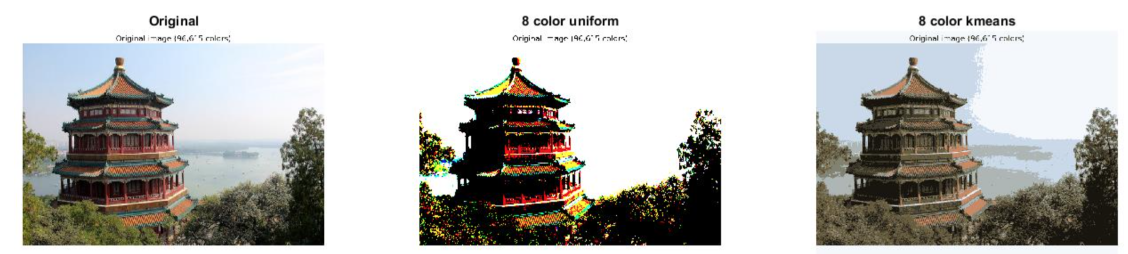 Original
Original image (96,615 colors)
8 color uniform
Original image (96,615 colors)
8 color kmeans
Original image (96,615 colors)